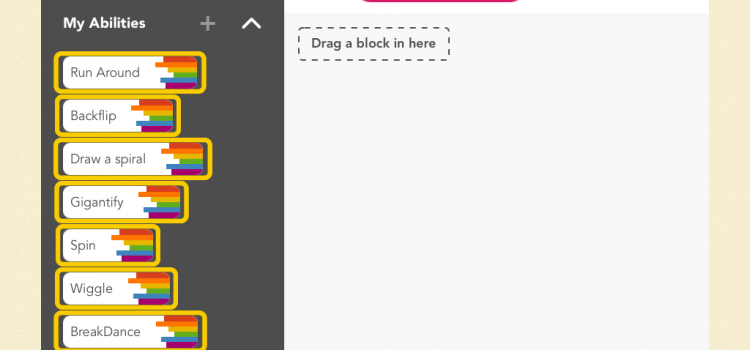 My Abilities
Drag a block in here
Run Around
Backflip
Draw a spiral
Gigantify
Spin
Wiggle
BreakDance